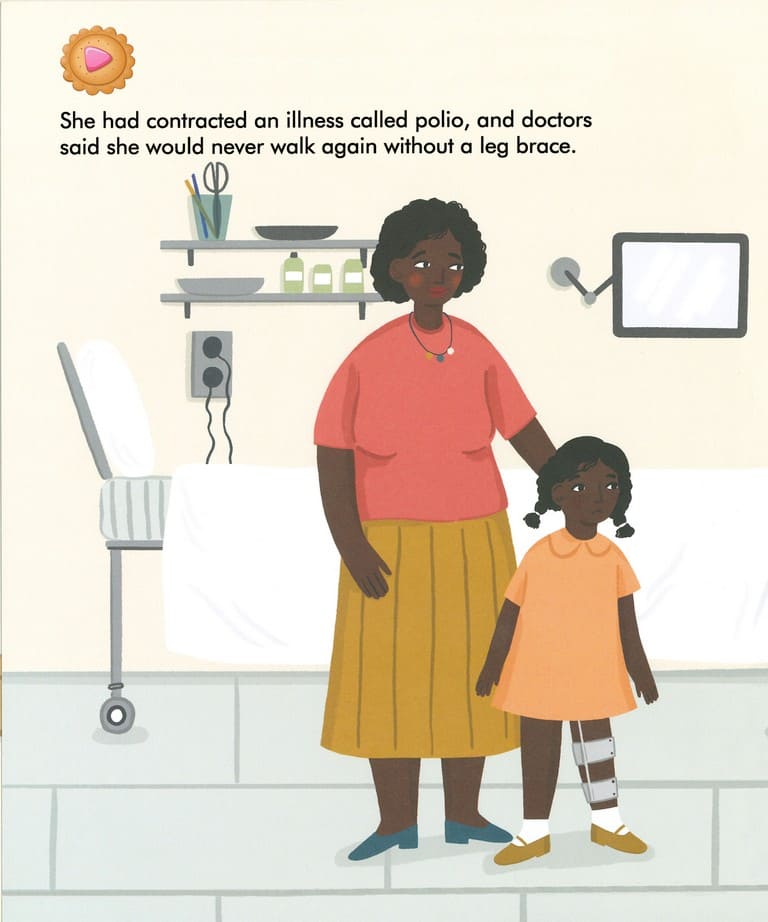 She had contracted an illness called polio, and doctors
said she would never walk again without a leg brace.